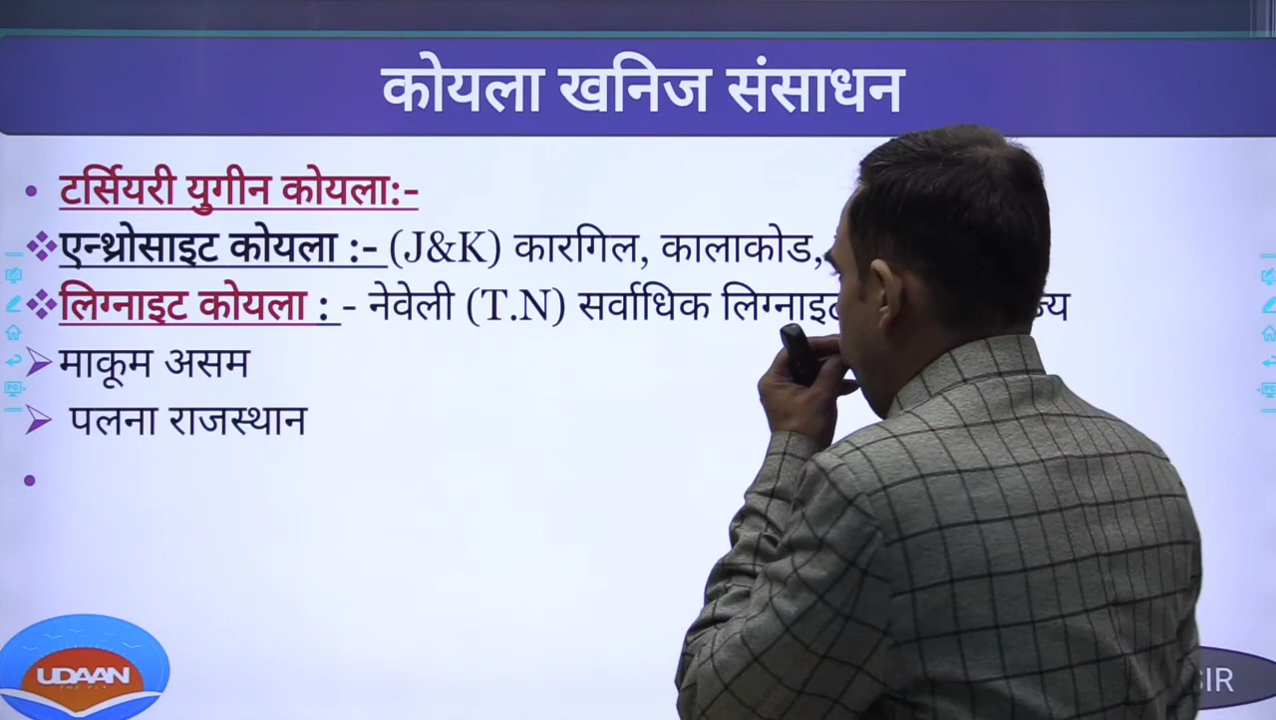 कोयला खनिज संसाधन
टर्सियरी युगीन कोयला:-
एन्थ्रोसाइट कोयला :- (J&K) कारगिल, कालाकोड,
लिग्नाइट कोयला : - नेवेली (T.N) सर्वाधिक
माकूम असम
पलना राजस्थान
UDAAN
SIR